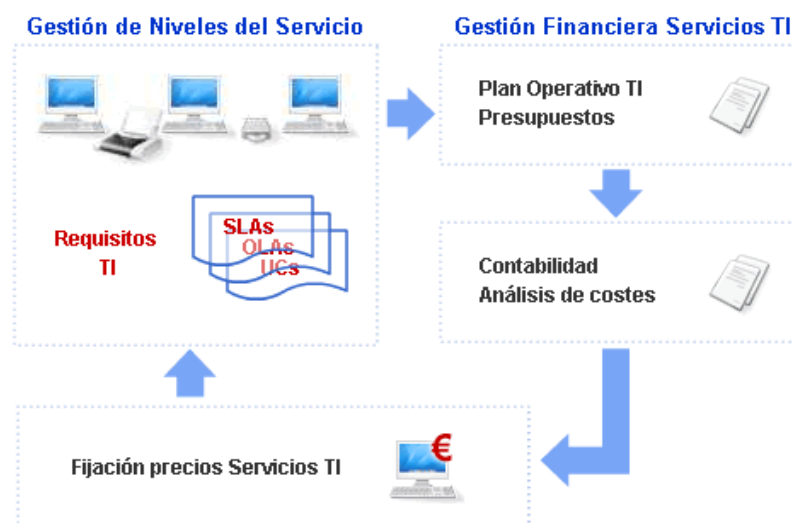 Gestión de Niveles del Servicio
Gestión Financiera Servicios TI
Plan Operativo TI
Presupuestos
Requisitos
TI
SLAs
OLAs
UCs
Contabilidad
Análisis de costes
Fijación precios Servicios TI
€